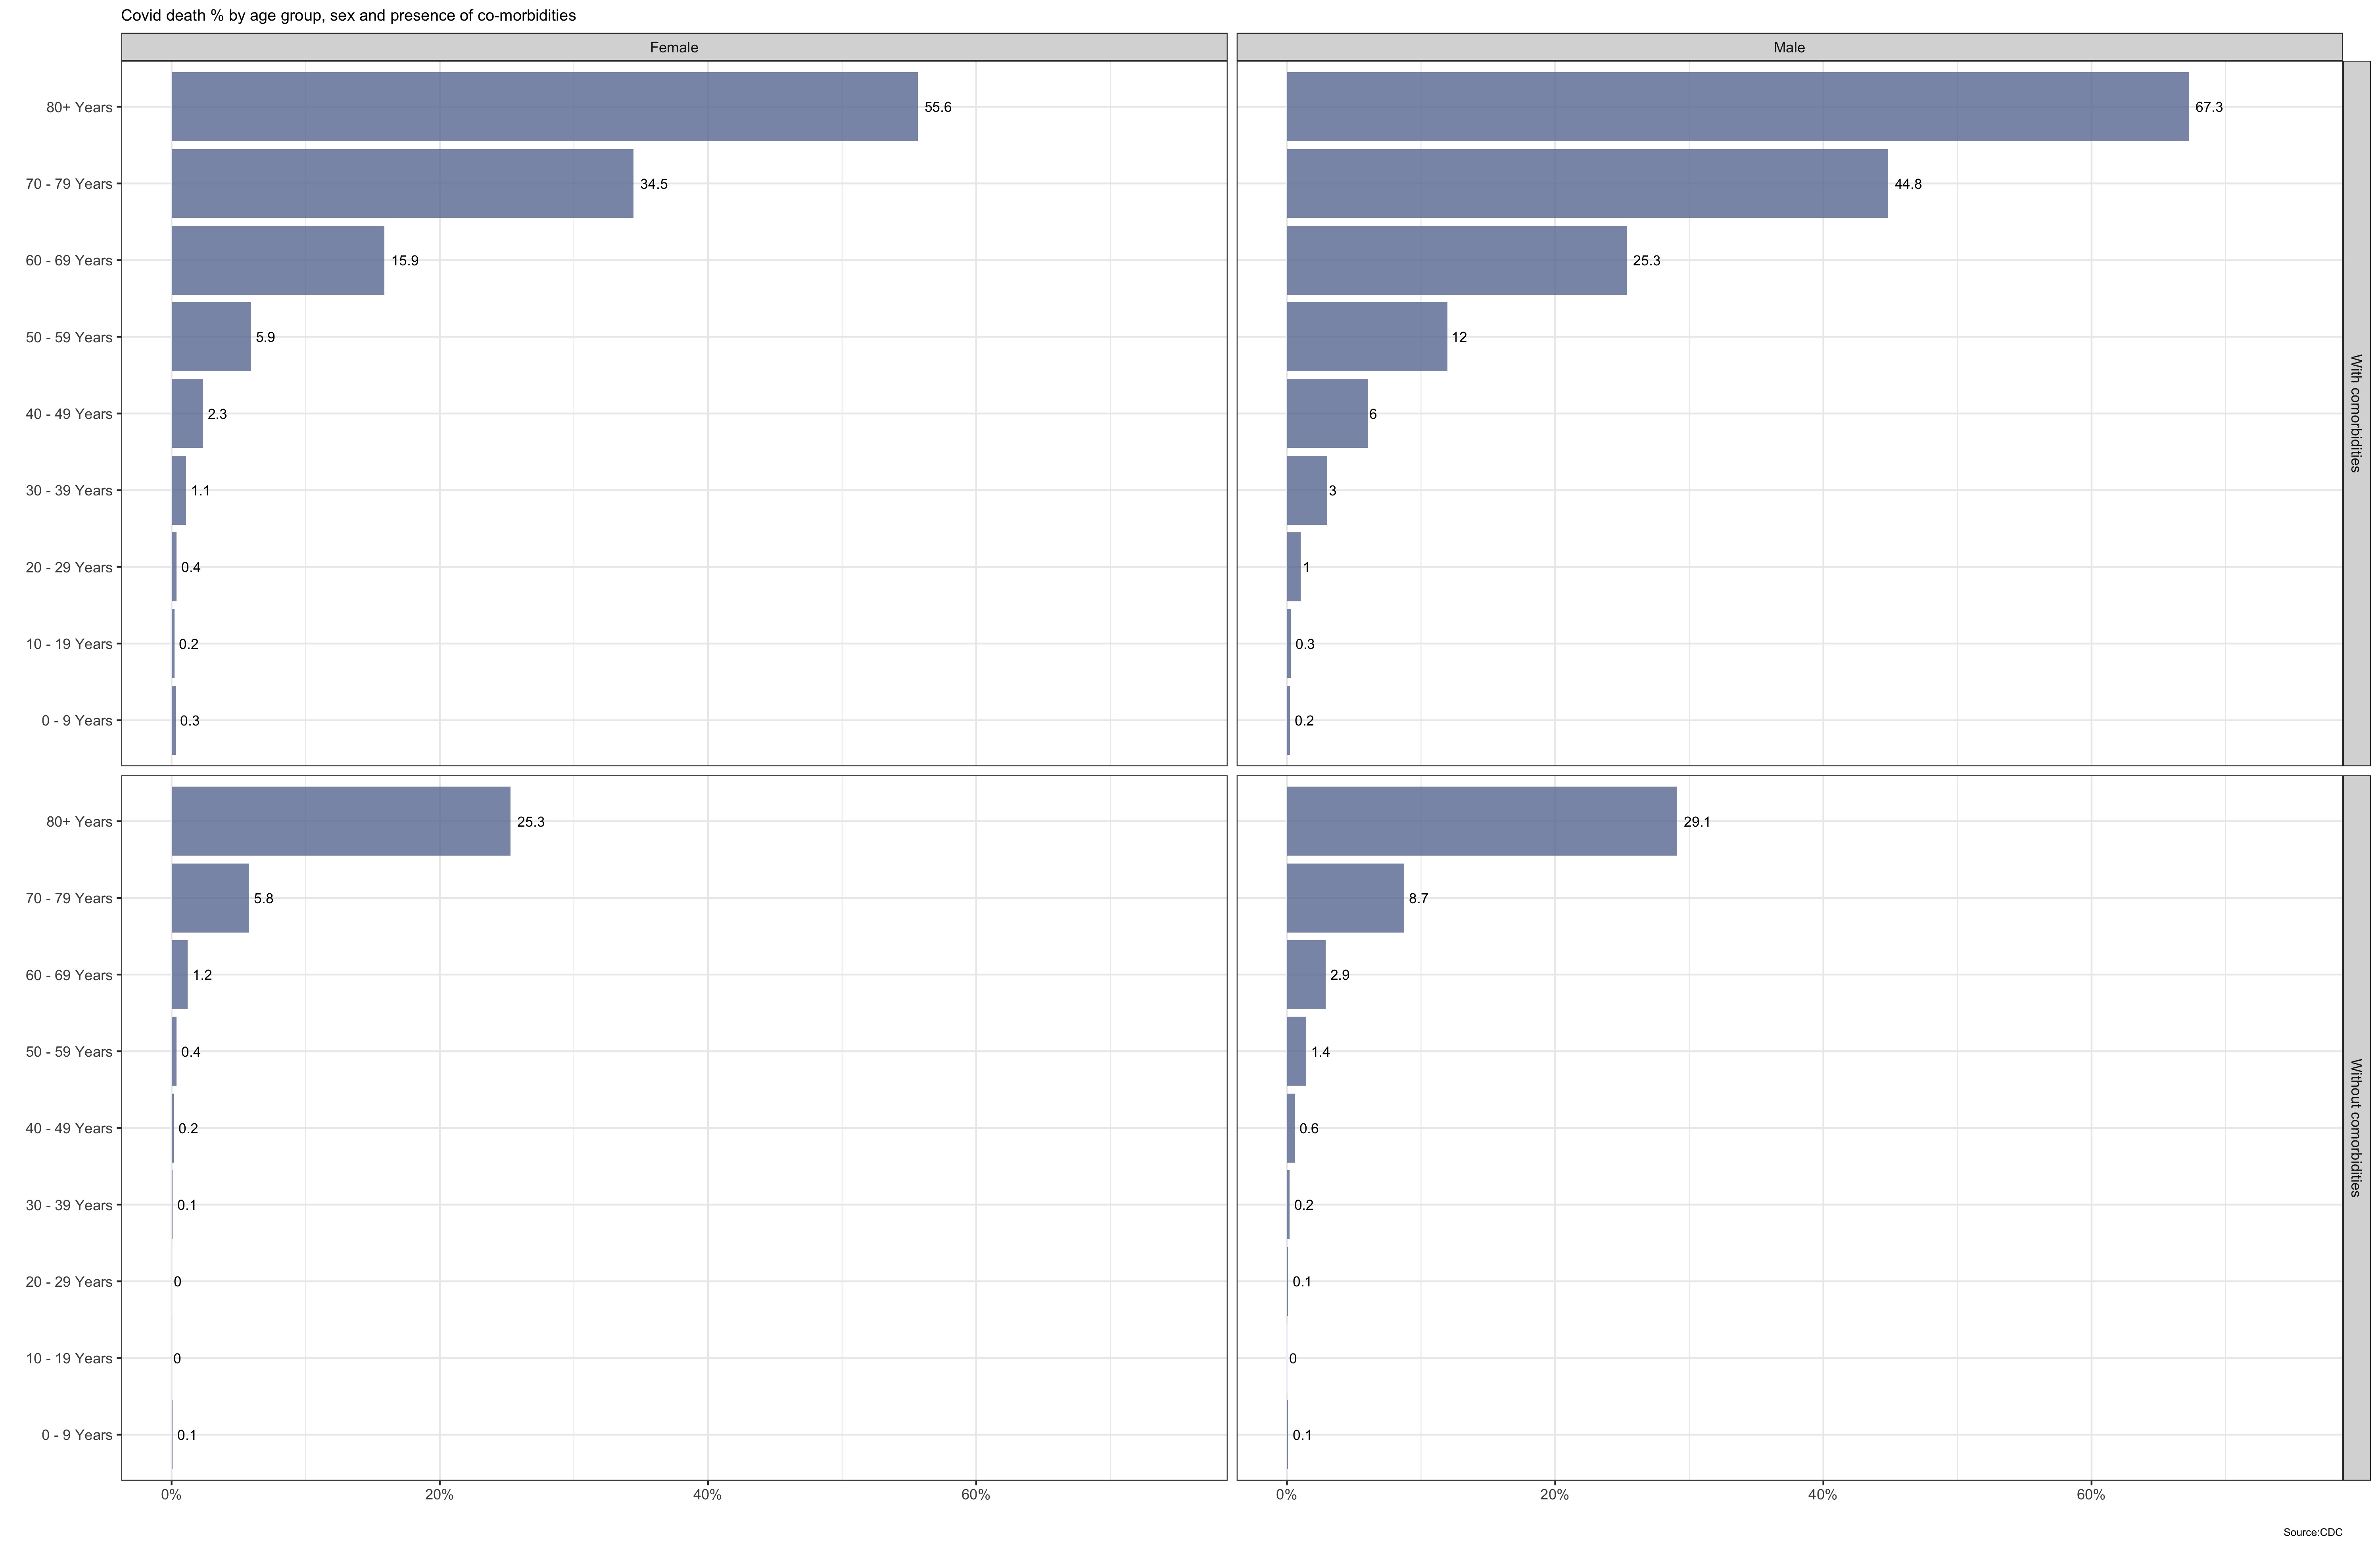 Covid death % by age group, sex and presence of co-morbidities
Female
Male
80+ Years
55.6
67.3
70 - 79 Years
34.5
44.8
60 - 69 Years
15.9
25.3
50 - 59 Years
5.9
12
40 - 49 Years
2.3
6
30 - 39 Years
1.1
3
20 - 29 Years
0.4
1
10 - 19 Years
0.2
0.3
0 - 9 Years
0.3
0.2
With comorbidities
80+ Years
25.3
29.1
70 - 79 Years
5.8
8.7
60 - 69 Years
1.2
2.9
50 - 59 Years
0.4
1.4
40 - 49 Years
0.2
0.6
30 - 39 Years
0.1
0.2
20 - 29 Years
0
0.1
10 - 19 Years
0
0
0 - 9 Years
0.1
0.1
Without comorbidities
0%
20%
40%
60%
0%
20%
40%
60%
Source:CDC